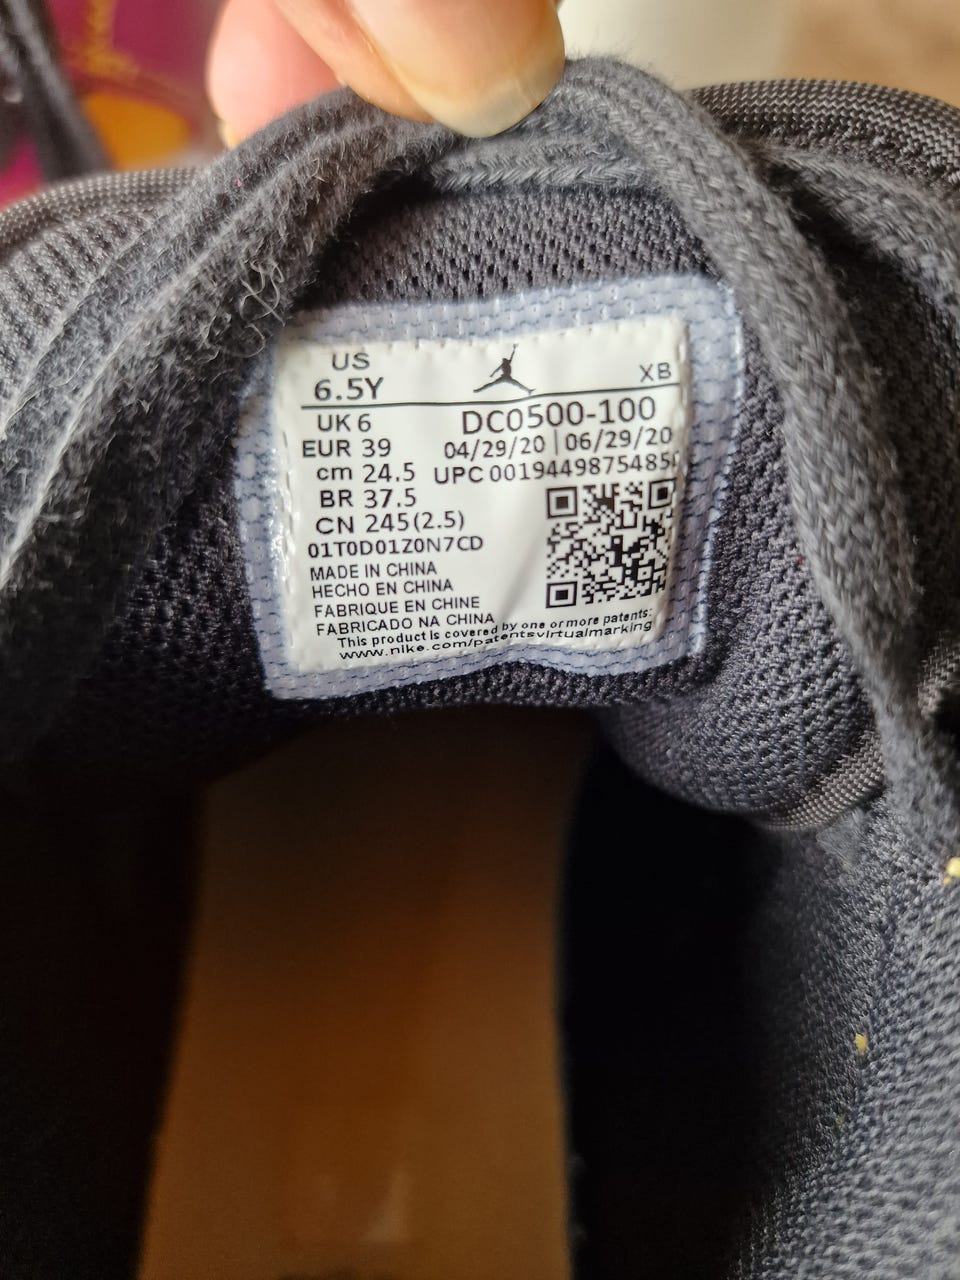 US
6.5Y
XB
UK 6
EUR 39
cm 24.5
BR 37.5
CN 245(2.5)
DC0500-100
04/29/20 | 06/29/20
UPC 0019449875485
01T0D01Z0N7CD
MADE IN CHINA
HECHO EN CHINA
FABRIQUE EN CHINE
FABRICADO NA CHINA
This product is covered by one or more patents:
www.nike.com/patentsvirtualmarking